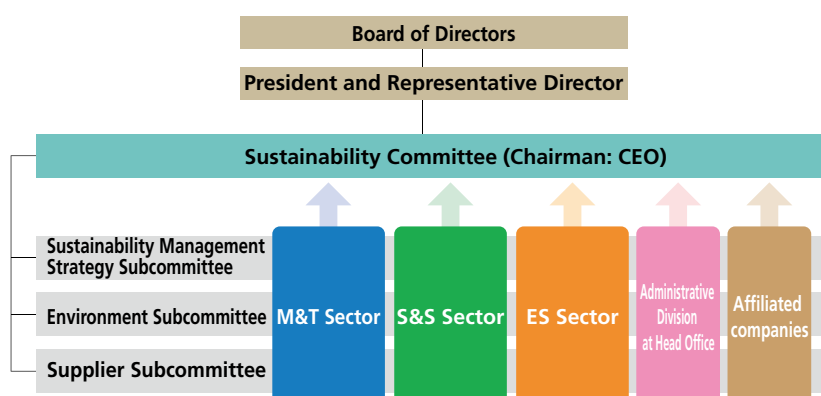 Board of Directors
President and Representative Director
Sustainability Committee (Chairman: CEO)
Sustainability Management
Strategy Subcommittee
Environment Subcommittee
Supplier Subcommittee
M&T Sector
S&S Sector
ES Sector
Administrative
Division
at Head Office
Affiliated
companies